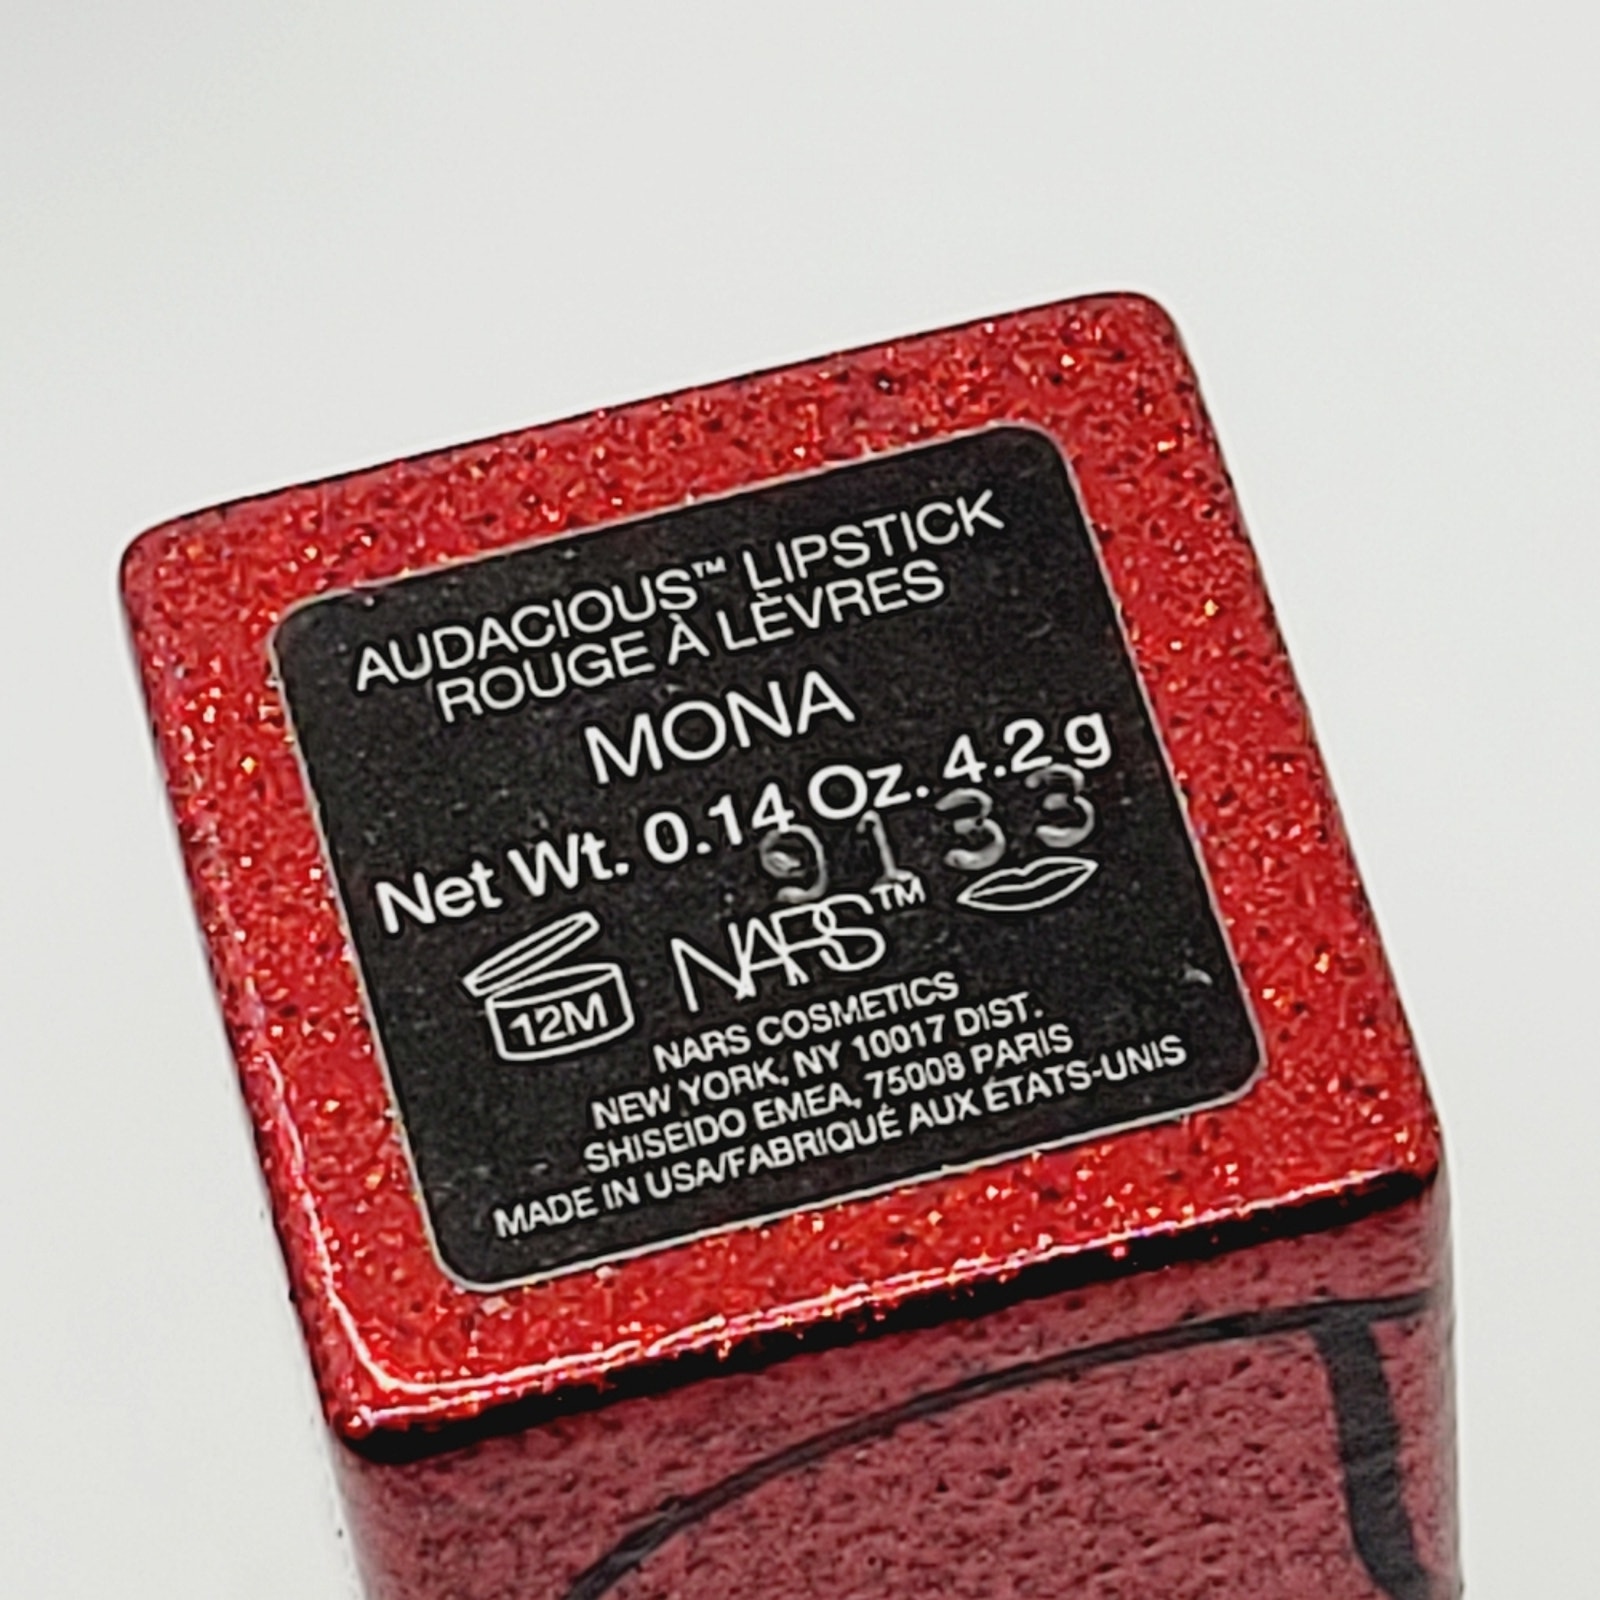 AUDACIOUS™ LIPSTICK
ROUGE À LÈVRES
MONA
Net Wt. 0.14 Oz. 4.2 g
9133
12M
NARS™
NARS COSMETICS
NEW YORK, NY 10017 DIST.
SHISEIDO EMEA, 75008 PARIS
MADE IN USA/FABRIQUÉ AUX ÉTATS-UNIS